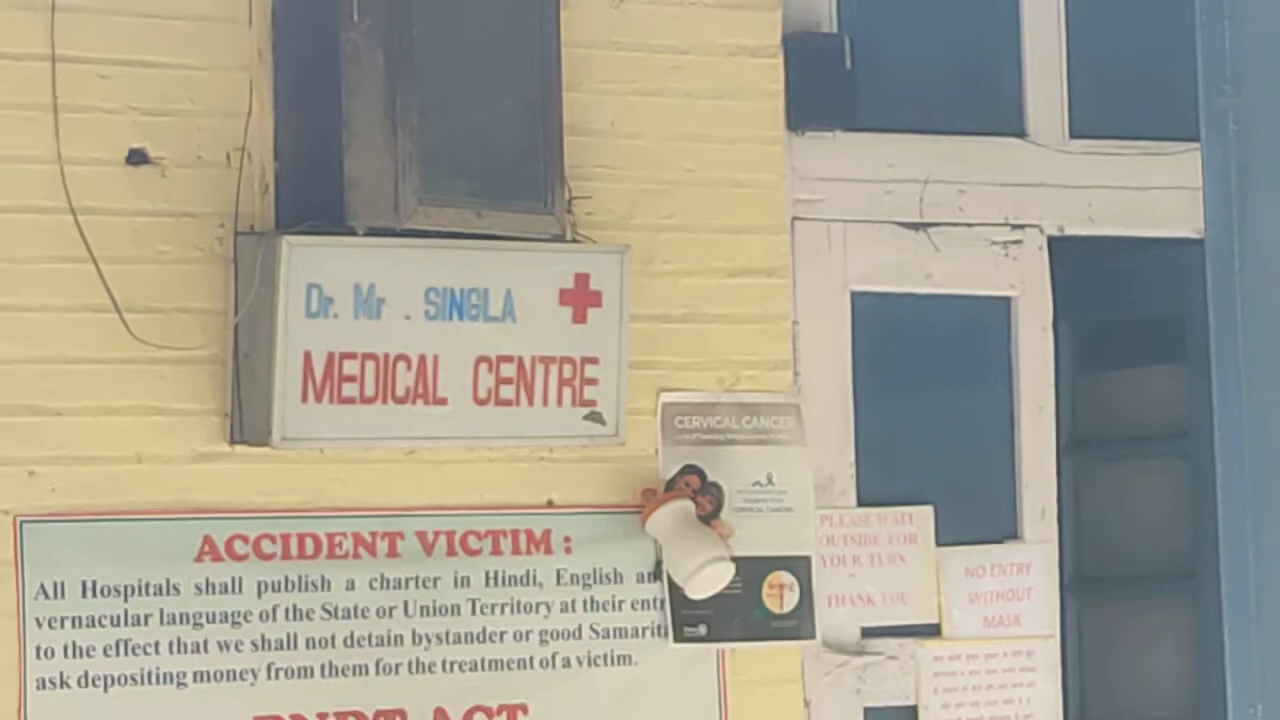 Dr. Mr . SINGLA
MEDICAL CENTRE
CERVICAL CANCER
CERVICAL CANCER
ACCIDENT VICTIM :
All Hospitals shall publish a charter in Hindi, English an
vernacular language of the State or Union Territory at their entr
to the effect that we shall not detain bystander or good Samarita
ask depositing money from them for the treatment of a victim.
PNDT ACT
PLEASE WAIT
OUTSIDE FOR
YOUR TURN
THANK YOU
NO ENTRY
WITHOUT
MASK